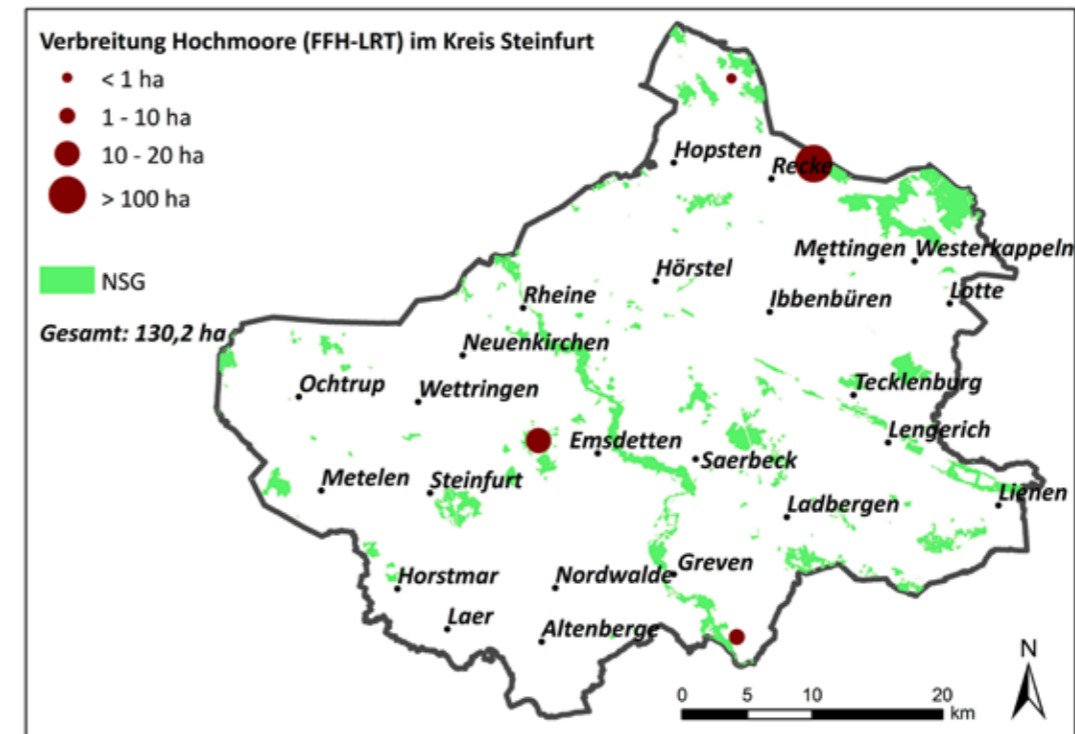 Verbreitung Hochmoore (FFH-LRT) im Kreis Steinfurt
< 1 ha
1 - 10 ha
10 - 20 ha
> 100 ha
NSG
Gesamt: 130,2 ha
Hopsten
Recke
Mettingen
Westerkappeln
Hörstel
Ibbenbüren
Lotte
Rheine
Neuenkirchen
Ochtrup
Wettringen
Tecklenburg
Emsdetten
Lengerich
Saerbeck
Metelen
Steinfurt
Ladbergen
Lienen
Horstmar
Nordwalde
Greven
Laer
Altenberge
N
0 5 10 20
km